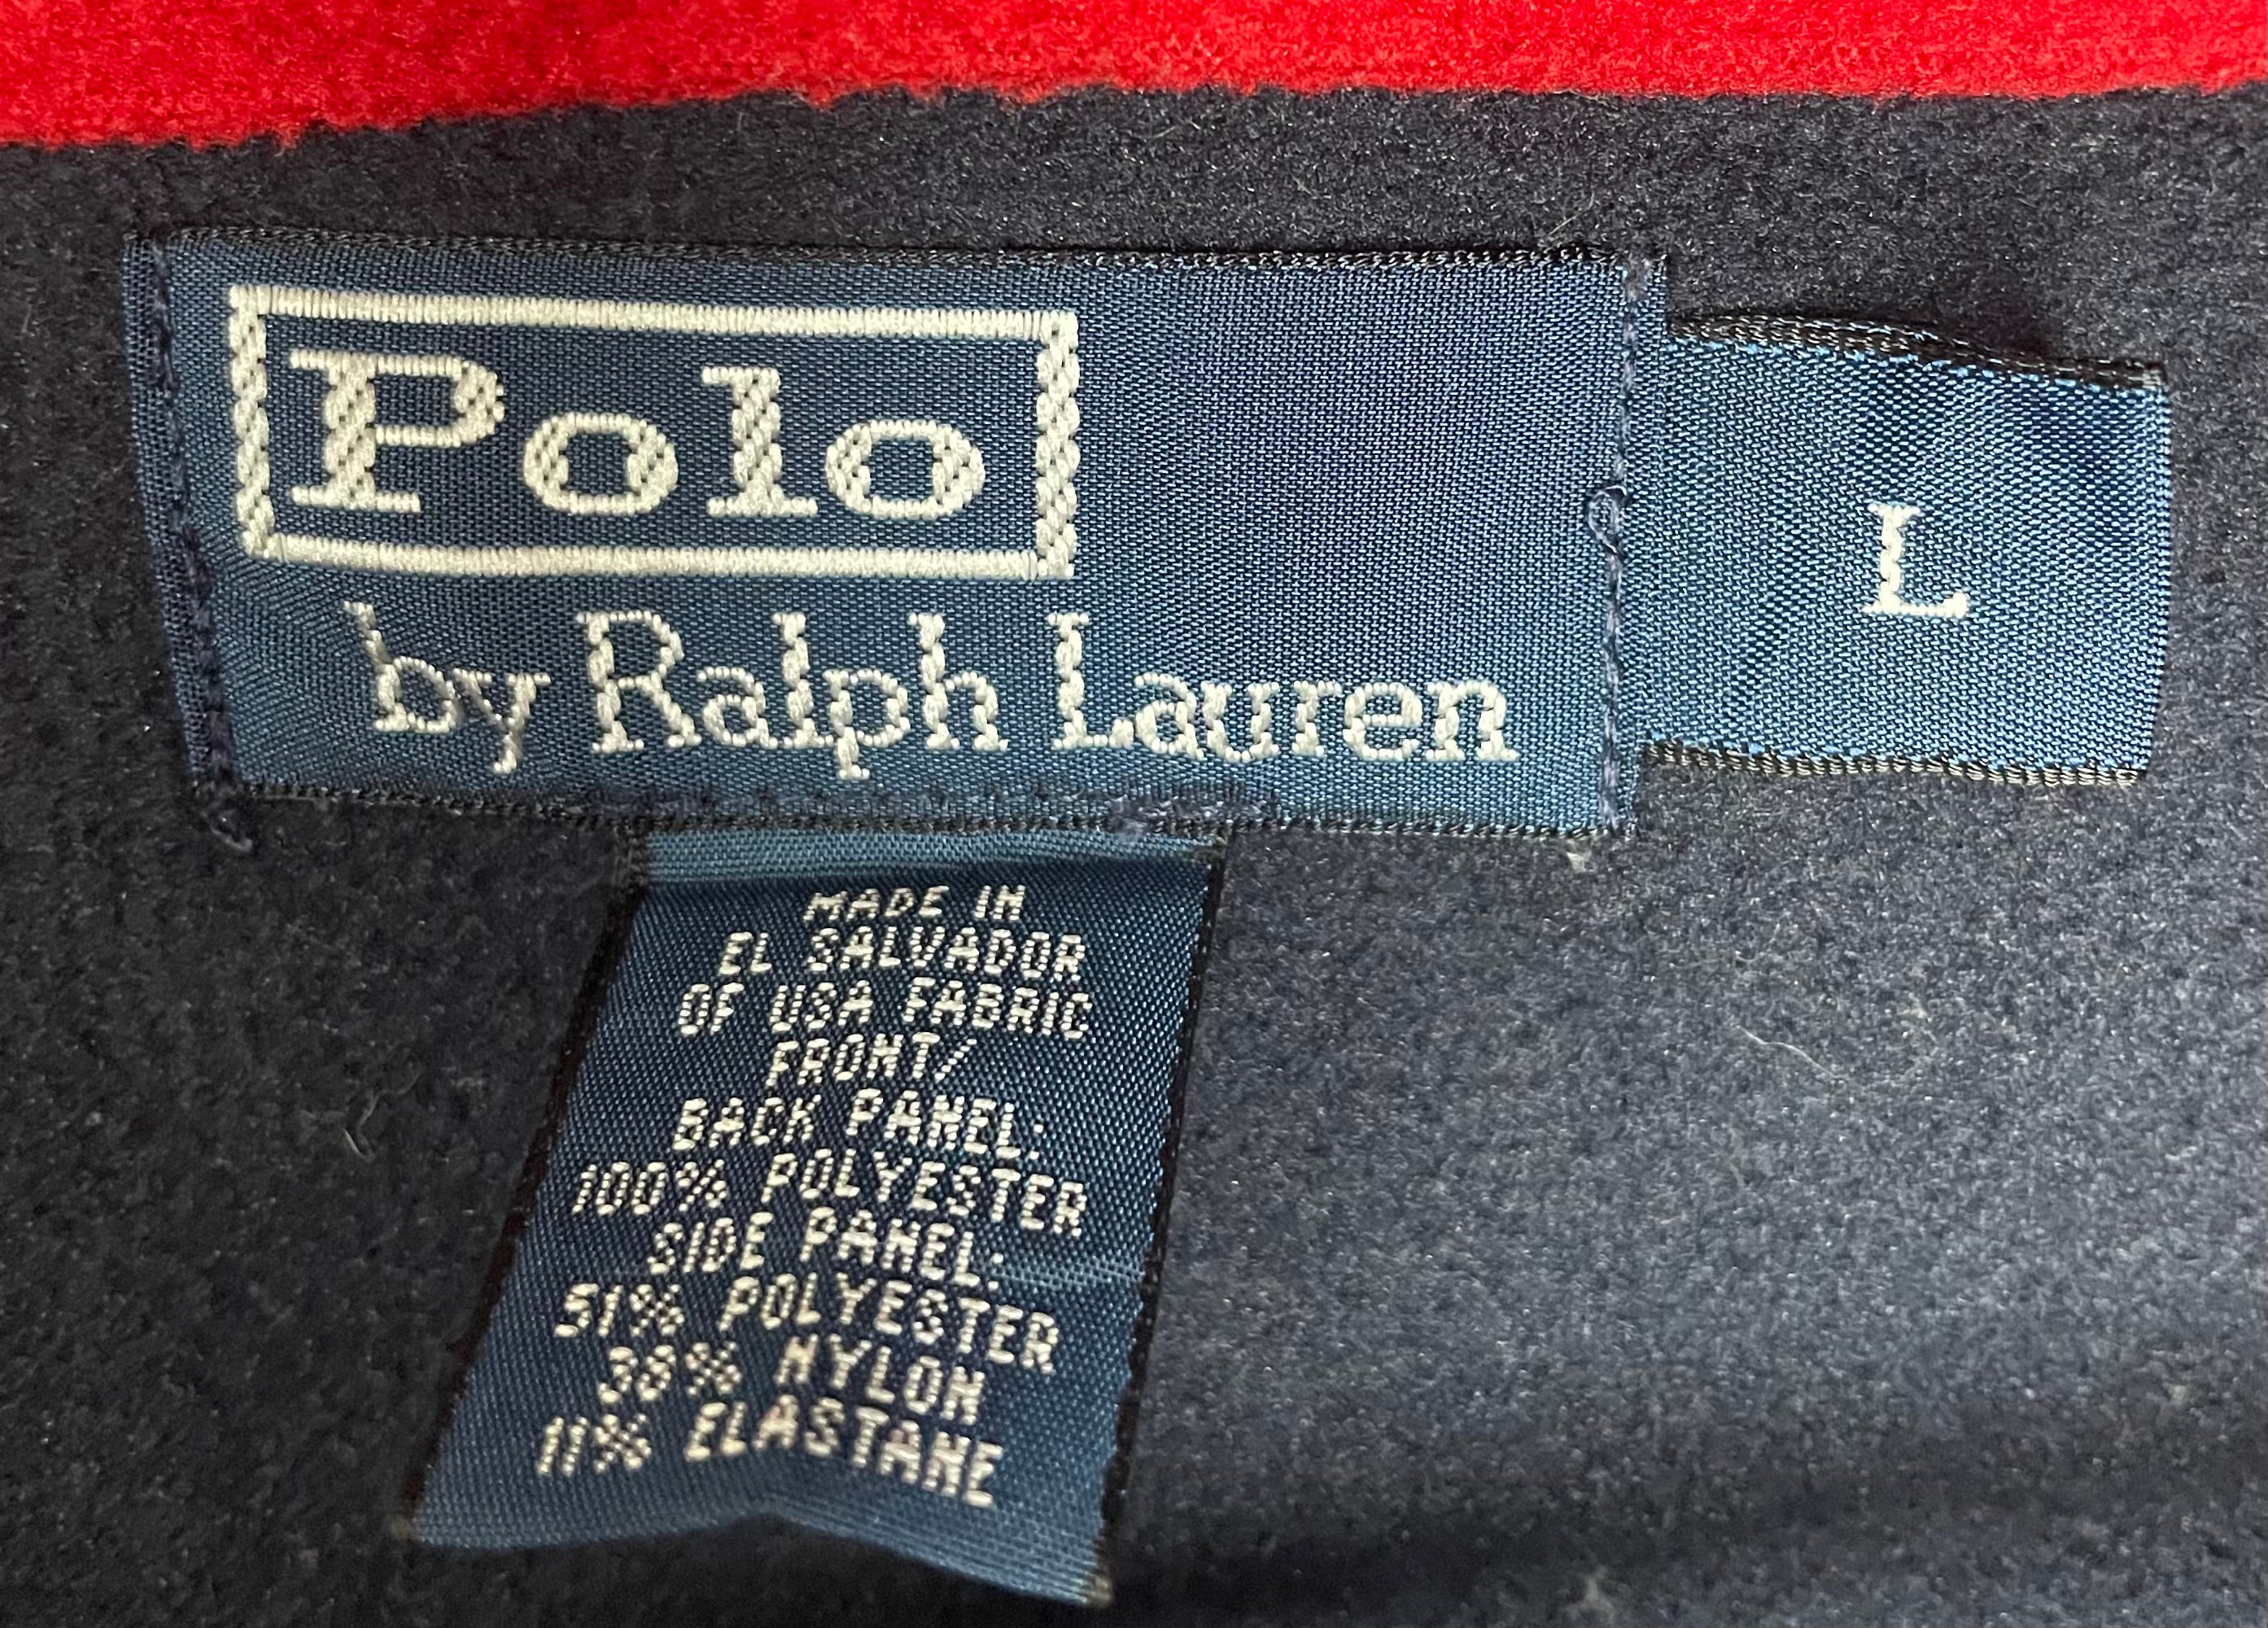 Polo
by Ralph Lauren
L
MADE IN
EL SALVADOR
OF USA FABRIC
FRONT/
BACK PANEL:
100% POLYESTER
SIDE PANEL:
51% POLYESTER
38% NYLON
11% ELASTANE